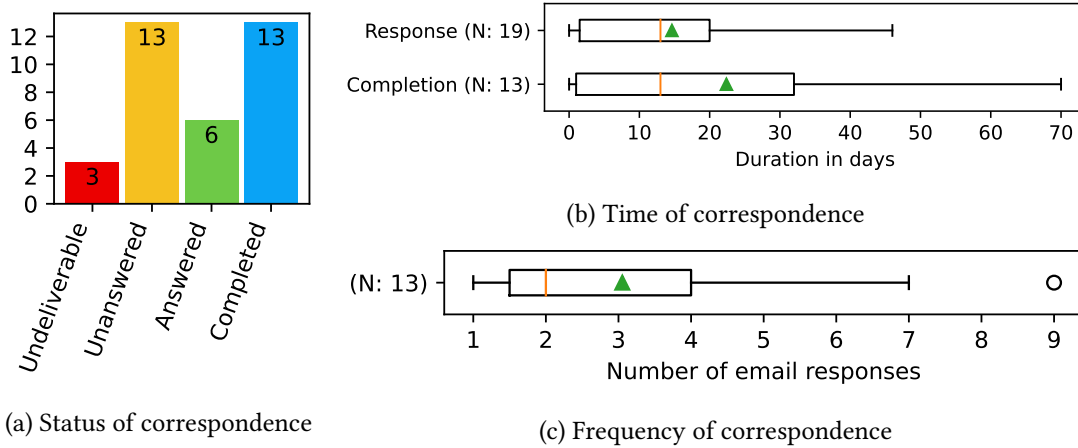 12
10
8
6
4
2
0
3
13
6
13
Undeliverable
Unanswered
Answered
Completed
(a) Status of correspondence
Response (N: 19)
Completion (N: 13)
0 10 20 30 40 50 60 70
Duration in days
(b) Time of correspondence
(N: 13)
1 2 3 4 5 6 7 8 9
Number of email responses
(c) Frequency of correspondence